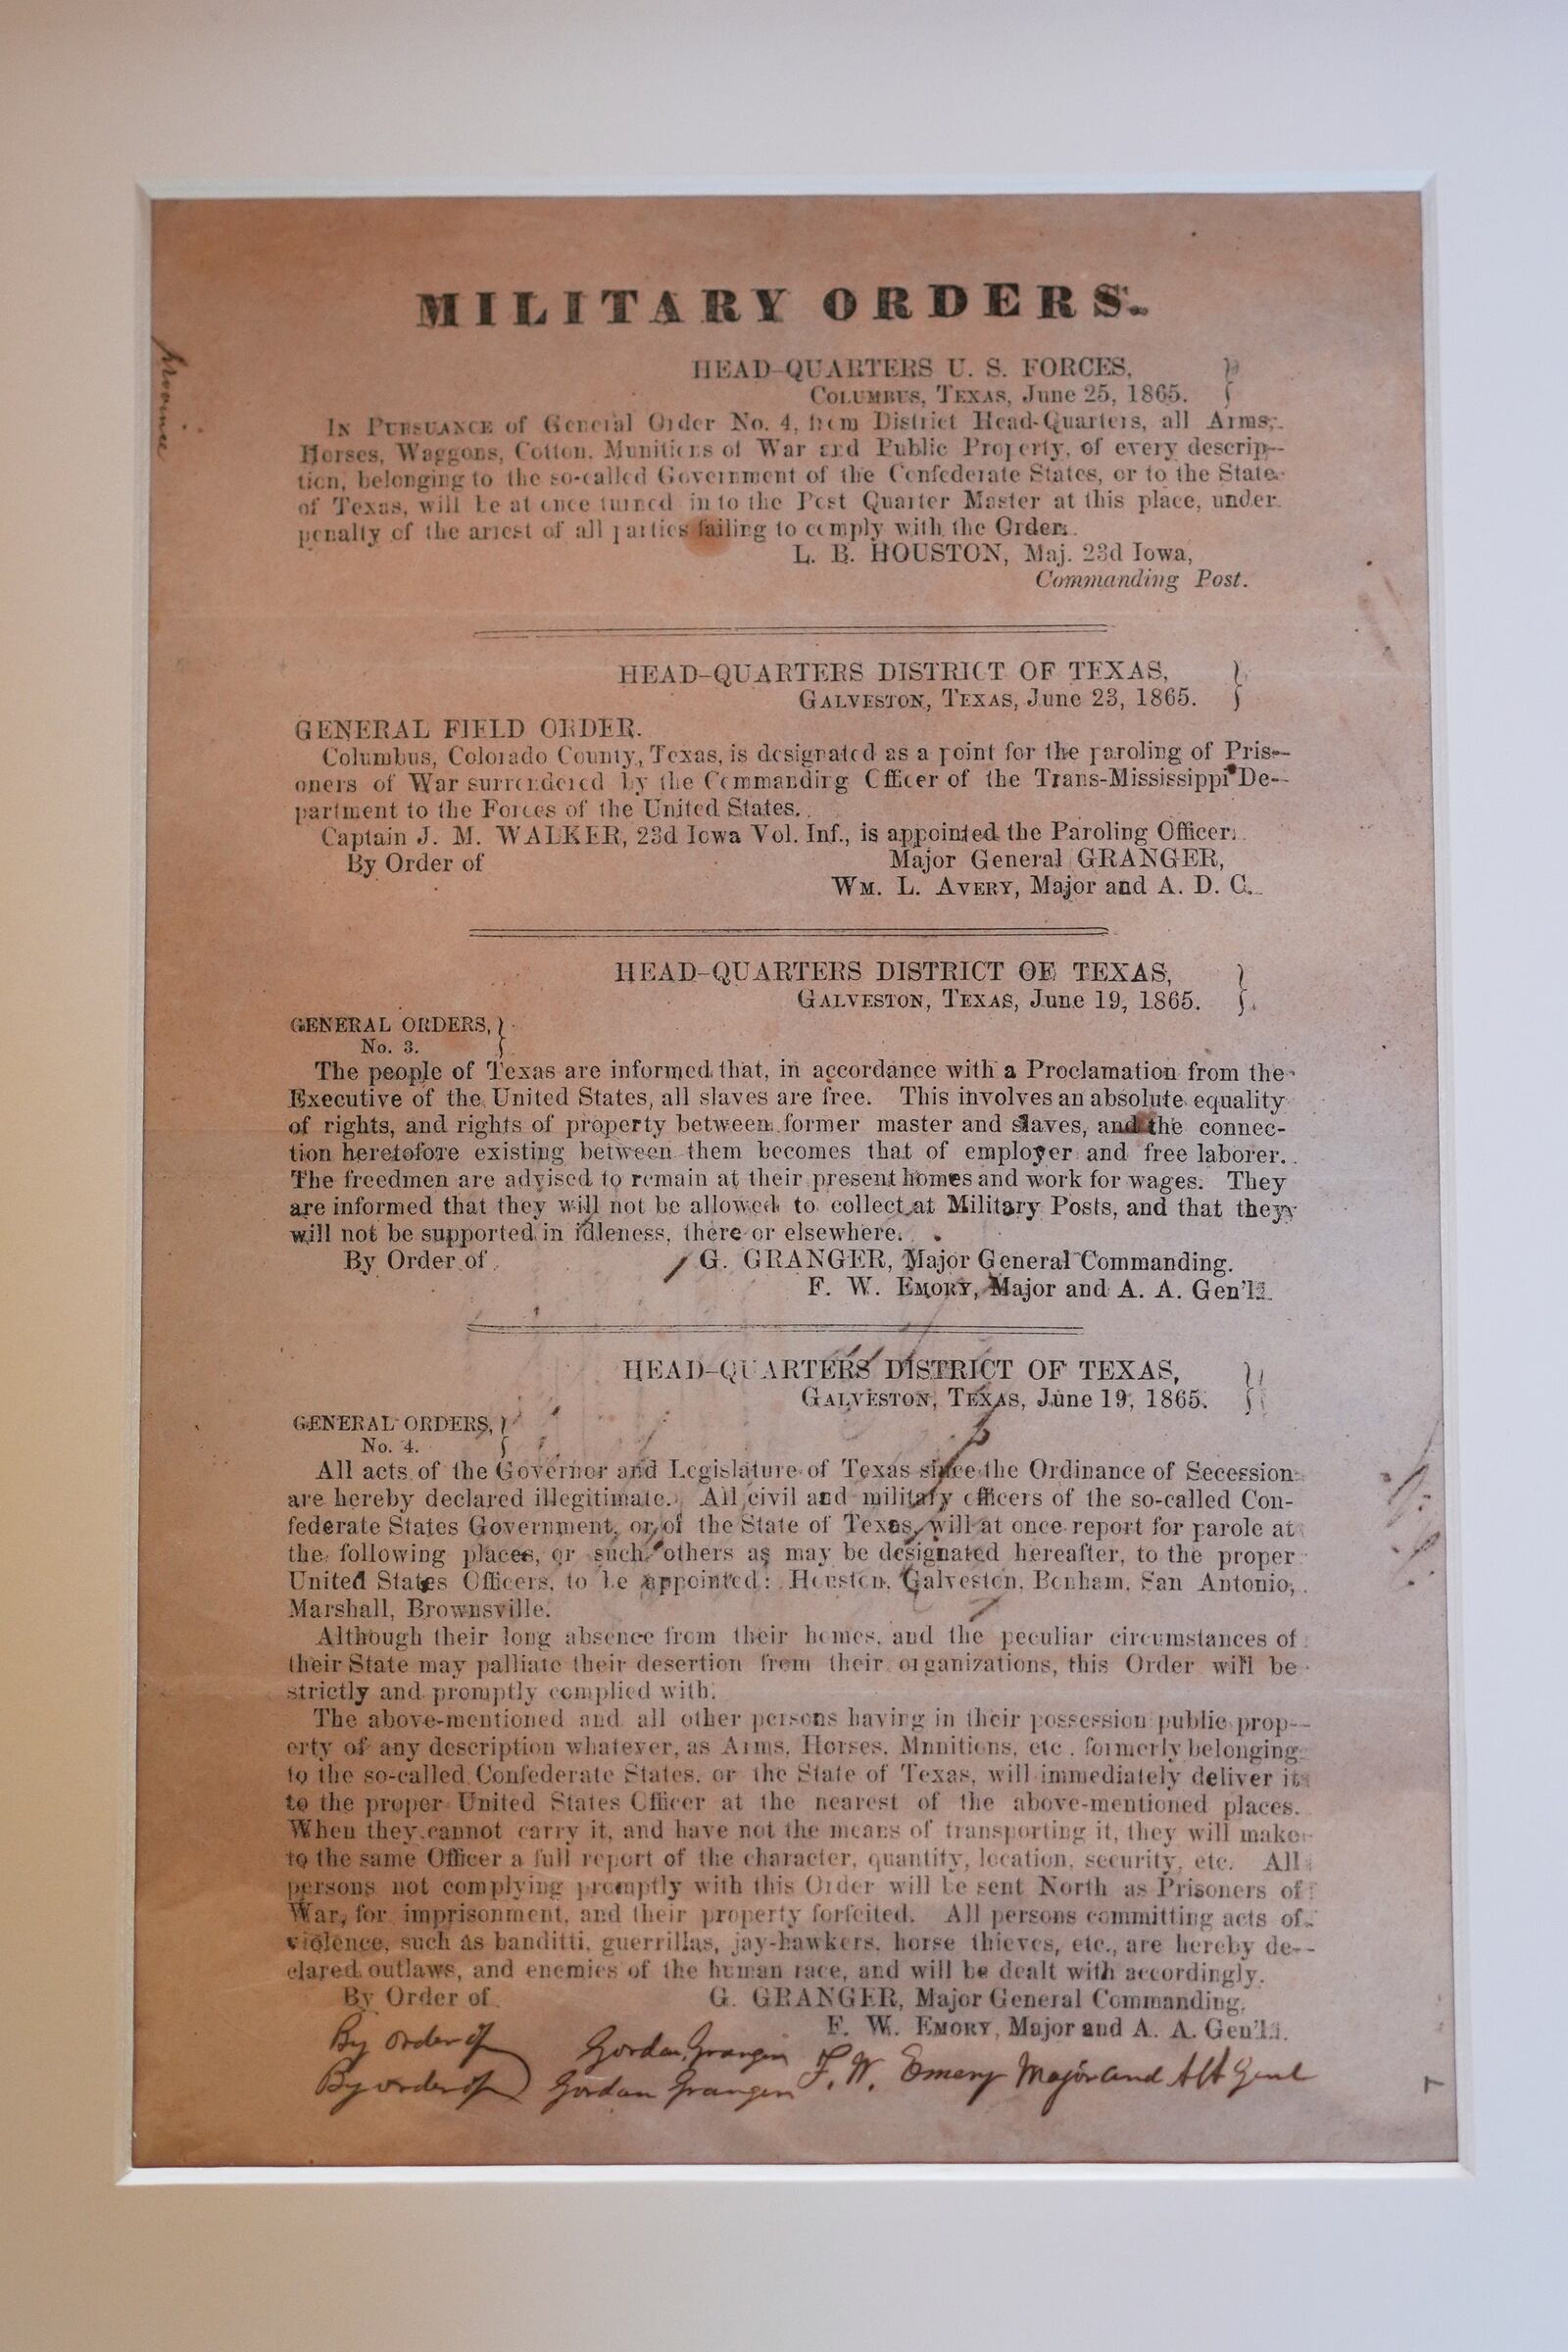 MILITARY ORDERS.
HEAD-QUARTERS U. S. FORCES,
COLUMBUS, TEXAS, June 25, 1865.
IN PURSUANCE of General Order No. 4, from District Head-Quarters, all Arms,
Horses, Waggons, Cotton, Munitions of War and Public Property, of every descrip-
tion, belonging to the so-called Government of the Confederate States, or to the State
of Texas, will be at once turned in to the Post Quarter Master at this place, under
penalty of the arrest of all parties failing to comply with the Order.
L. B. HOUSTON, Maj. 23d Iowa,
Commanding Post.
HEAD-QUARTERS DISTRICT OF TEXAS,
GALVESTON, TEXAS, June 23, 1865.
GENERAL FIELD ORDER.
Columbus, Colorado County, Texas, is designated as a point for the paroling of Pris-
oners of War surrendered by the Commanding Officer of the Trans-Mississippi De-
partment to the Forces of the United States.
Captain J. M. WALKER, 23d Iowa Vol. Inf., is appointed the Paroling Officer.
By Order of Major General GRANGER,
WM. L. AVERY, Major and A. D. C.
HEAD-QUARTERS DISTRICT OF TEXAS,
GALVESTON, TEXAS, June 19, 1865.
GENERAL ORDERS,
No. 3.
The people of Texas are informed that, in accordance with a Proclamation from the
Executive of the United States, all slaves are free. This involves an absolute equality
of rights, and rights of property between former master and slaves, and the connec-
tion heretofore existing between them becomes that of employer and free laborer.
The freedmen are advised to remain at their present homes and work for wages. They
are informed that they will not be allowed to collect at Military Posts, and that they
will not be supported in idleness, there or elsewhere.
By Order of G. GRANGER, Major General Commanding.
F. W. EMORY, Major and A. A. Gen'l.
HEAD-QUARTERS DISTRICT OF TEXAS,
GALVESTON, TEXAS, June 19, 1865.
GENERAL ORDERS,
No. 4.
All acts of the Governor and Legislature of Texas since the Ordinance of Secession
are hereby declared illegitimate. All civil and military officers of the so-called Con-
federate States Government, or of the State of Texas, will at once report for parole at
the following places, or such others as may be designated hereafter, to the proper
United States Officers, to be appointed: Houston, Galveston, Bonham, San Antonio,
Marshall, Brownsville.
Although their long absence from their homes, and the peculiar circumstances of
their State may palliate their desertion from their organizations, this Order will be
strictly and promptly complied with.
The above-mentioned and all other persons having in their possession public prop-
erty of any description whatever, as Arms, Horses, Mnnitions, etc. formerly belonging
to the so-called Confederate States, or the State of Texas, will immediately deliver it
to the proper United States Officer at the nearest of the above-mentioned places.
When they cannot carry it, and have not the means of transporting it, they will make
to the same Officer a full report of the character, quantity, location, security, etc. All
persons not complying promptly with this Order will be sent North as Prisoners of
War, for imprisonment, and their property forfeited. All persons committing acts of
violence, such as banditti, guerrillas, jay-hawkers, horse thieves, etc., are hereby de-
clared outlaws, and enemies of the human race, and will be dealt with accordingly.
By Order of G. GRANGER, Major General Commanding,
F. W. EMORY, Major and A. A. Gen'l.
By order of Gordon Granger
By order of Gordon Granger F. W. Emery Major and AA Genl